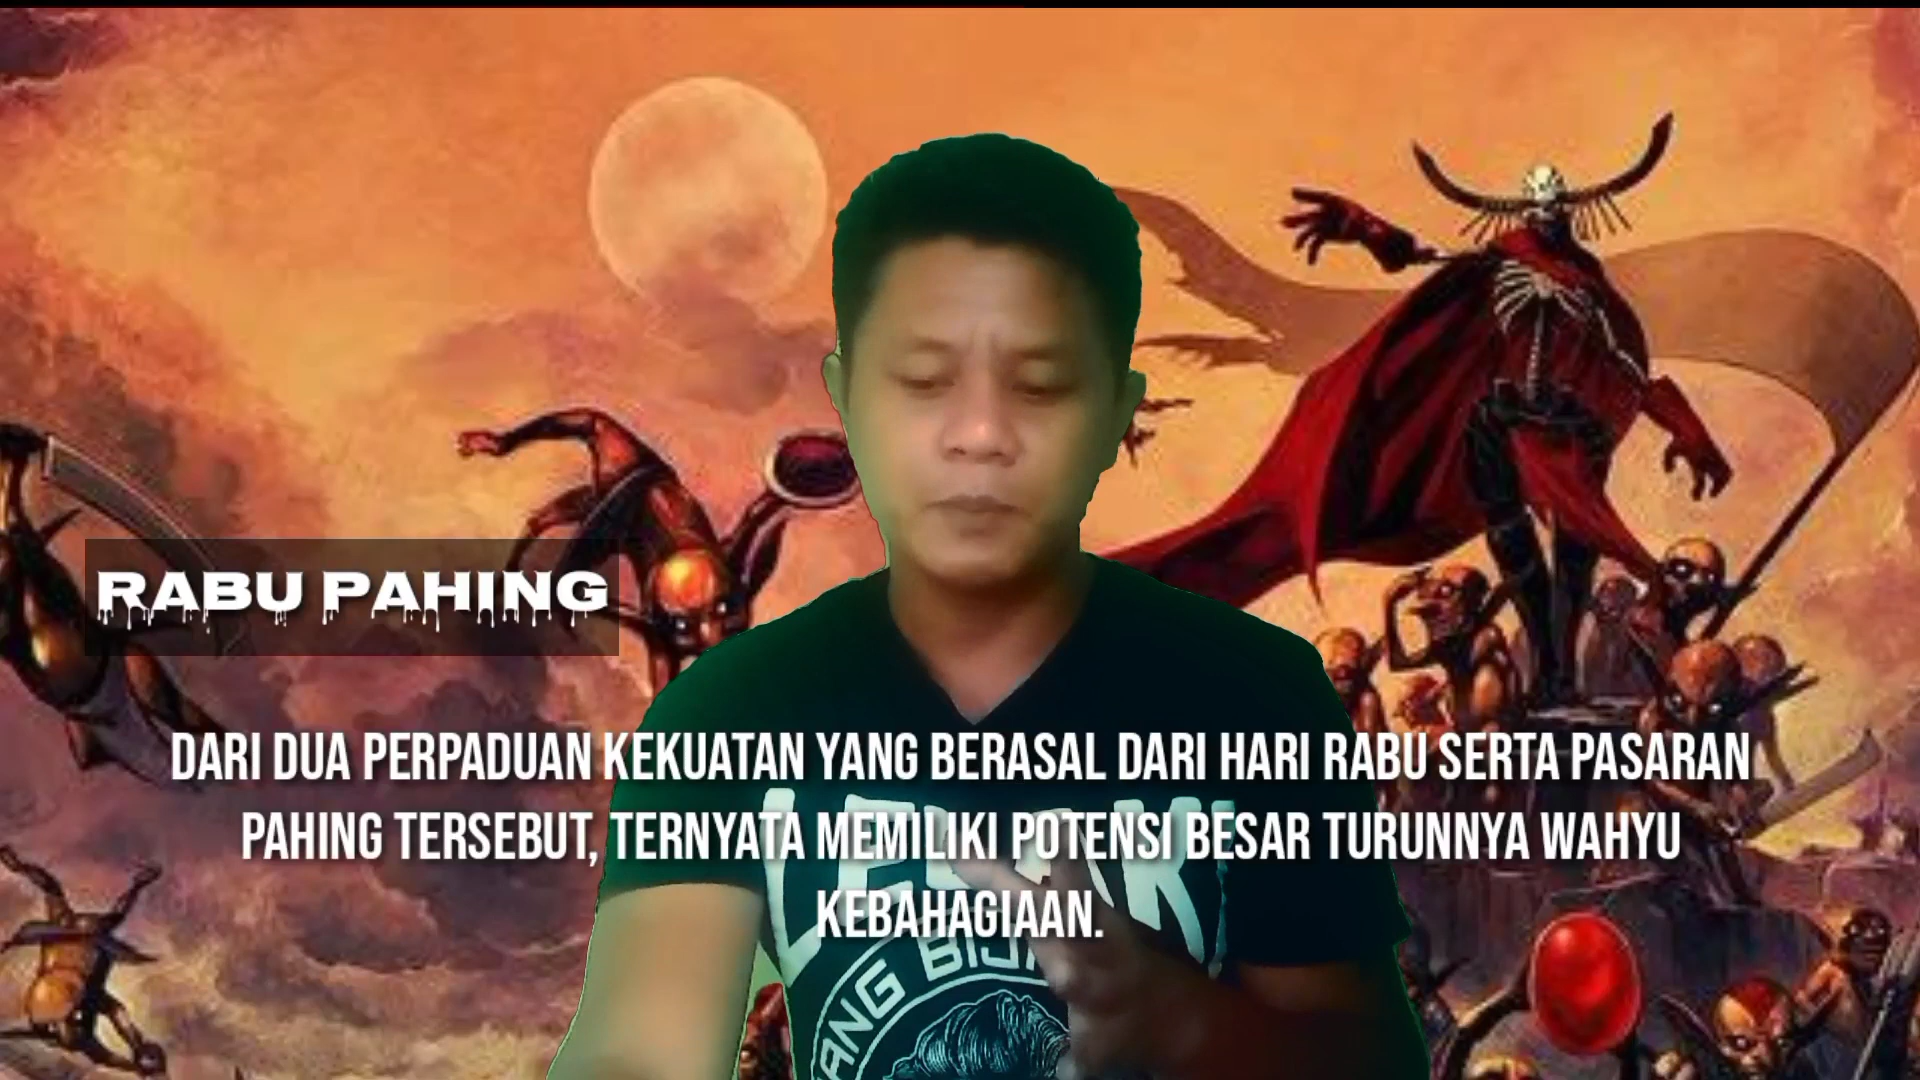 RABU PAHING
DARI DUA PERPADUAN KEKUATAN YANG BERASAL DARI HARI RABU SERTA PASARAN
PAHING TERSEBUT, TERNYATA MEMILIKI POTENSI BESAR TURUNNYA WAHYU
KEBAHAGIAAN.